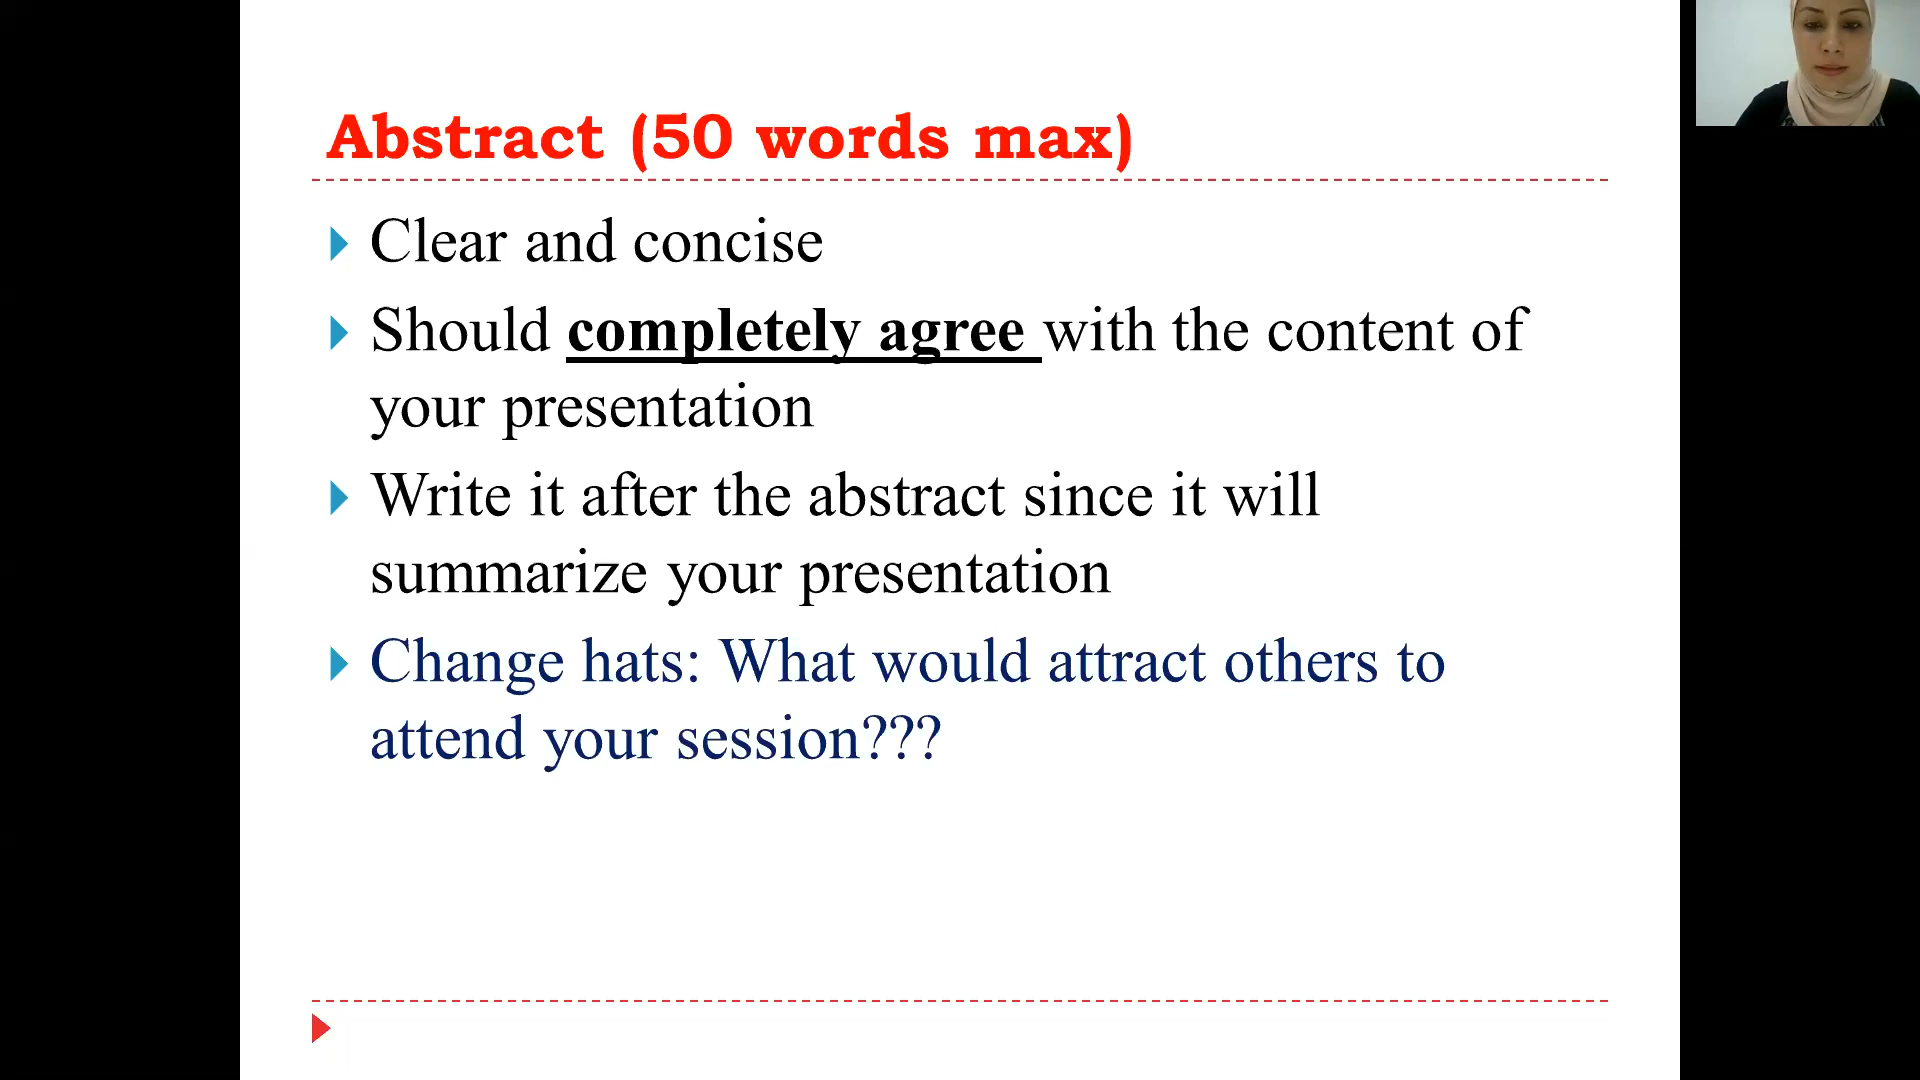 Abstract (50 words max)
Clear and concise
Should completely agree with the content of
your presentation
Write it after the abstract since it will
summarize your presentation
Change hats: What would attract others to
attend your session???